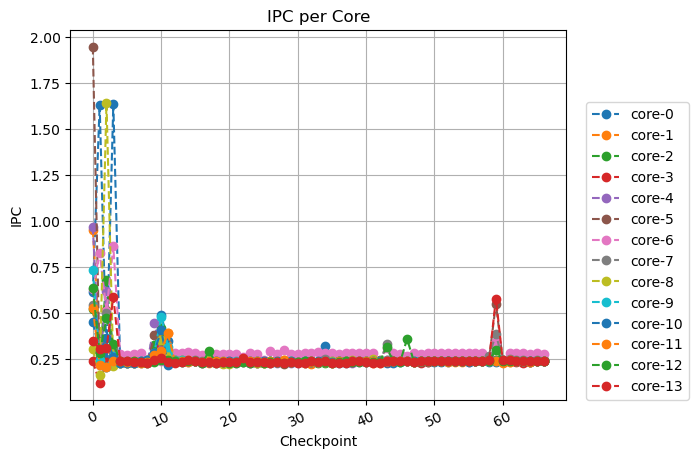 IPC per Core
2.00
1.75
1.50
1.25
1.00
0.75
0.50
0.25
IPC
0
10
20
30
40
50
60
Checkpoint
core-0
core-1
core-2
core-3
core-4
core-5
core-6
core-7
core-8
core-9
core-10
core-11
core-12
core-13